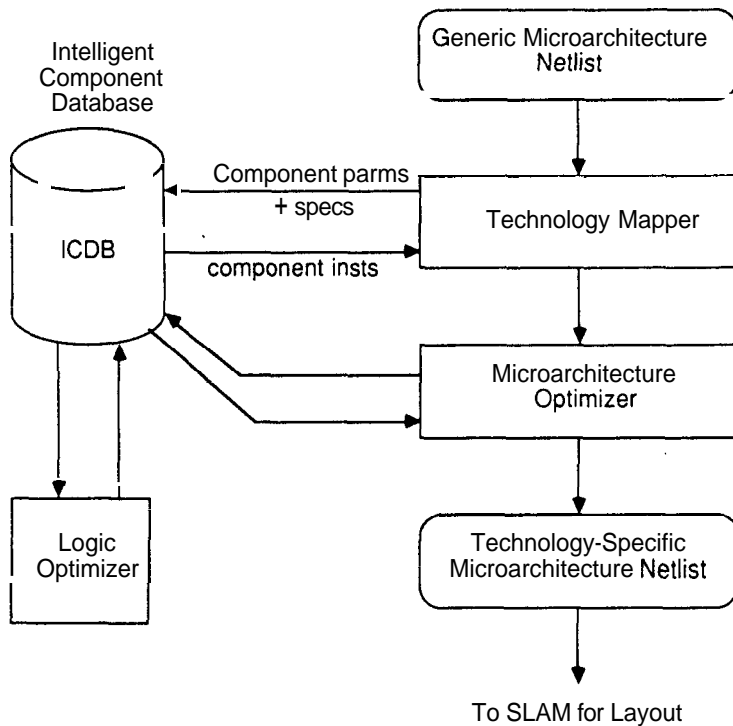 Generic Microarchitecture
Netlist
Intelligent
Component
Database
Component parms
+ specs
Technology Mapper
ICDB
component insts
Microarchitecture
Optimizer
Logic
Optimizer
Technology-Specific
Microarchitecture Netlist
To SLAM for Layout